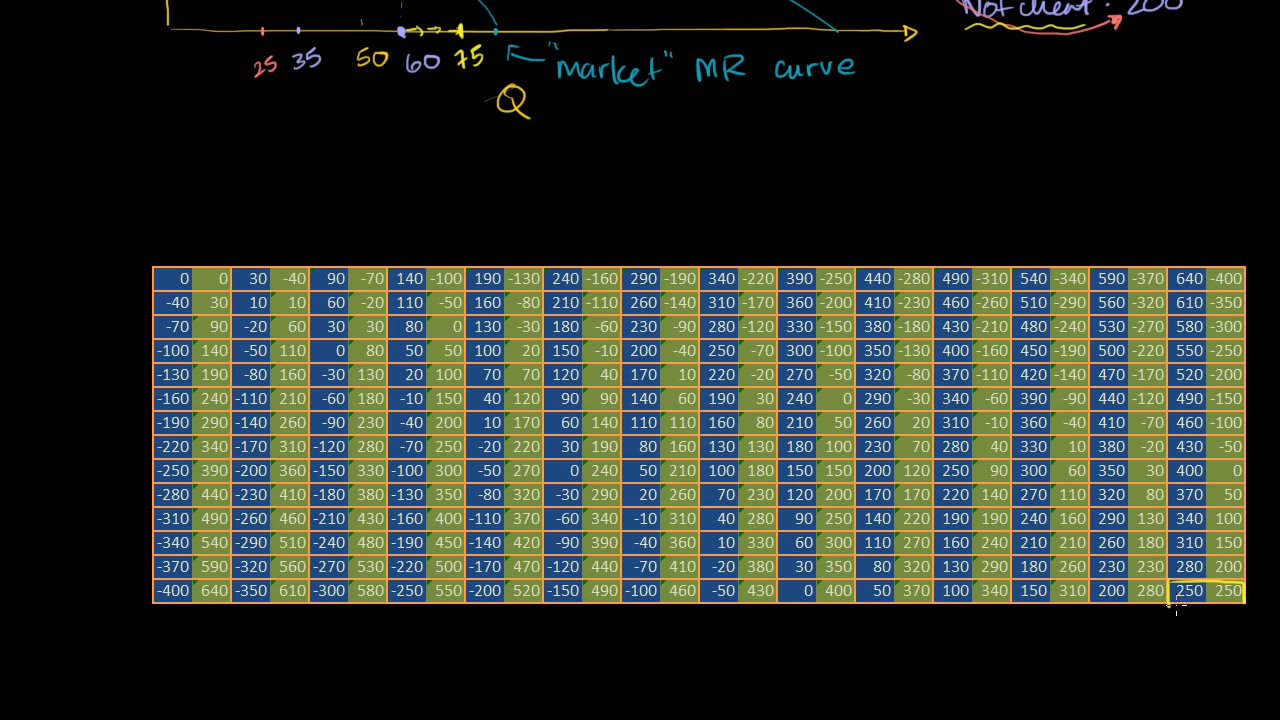 Not client : 200
25 35 50 60 75 "market" MR curve
Q
0 0 30 -40 90 -70 140 -100 190 -130 240 -160 290 -190 340 -220 390 -250 440 -280 490 -310 540 -340 590 -370 640 -400
-40 30 10 10 60 -20 110 -50 160 -80 210 -110 260 -140 310 -170 360 -200 410 -230 460 -260 510 -290 560 -320 610 -350
-70 90 -20 60 30 30 80 0 130 -30 180 -60 230 -90 280 -120 330 -150 380 -180 430 -210 480 -240 530 -270 580 -300
-100 140 -50 110 0 80 50 50 100 20 150 -10 200 -40 250 -70 300 -100 350 -130 400 -160 450 -190 500 -220 550 -250
-130 190 -80 160 -30 130 20 100 70 70 120 40 170 10 220 -20 270 -50 320 -80 370 -110 420 -140 470 -170 520 -200
-160 240 -110 210 -60 180 -10 150 40 120 90 90 140 60 190 30 240 0 290 -30 340 -60 390 -90 440 -120 490 -150
-190 290 -140 260 -90 230 -40 200 10 170 60 140 110 110 160 80 210 50 260 20 310 -10 360 -40 410 -70 460 -100
-220 340 -170 310 -120 280 -70 250 -20 220 30 190 80 160 130 130 180 100 230 70 280 40 330 10 380 -20 430 -50
-250 390 -200 360 -150 330 -100 300 -50 270 0 240 50 210 100 180 150 150 200 120 250 90 300 60 350 30 400 0
-280 440 -230 410 -180 380 -130 350 -80 320 -30 290 20 260 70 230 120 200 170 170 220 140 270 110 320 80 370 50
-310 490 -260 460 -210 430 -160 400 -110 370 -60 340 -10 310 40 280 90 250 140 220 190 190 240 160 290 130 340 100
-340 540 -290 510 -240 480 -190 450 -140 420 -90 390 -40 360 10 330 60 300 110 270 160 240 210 210 260 180 310 150
-370 590 -320 560 -270 530 -220 500 -170 470 -120 440 -70 410 -20 380 30 350 80 320 130 290 180 260 230 230 280 200
-400 640 -350 610 -300 580 -250 550 -200 520 -150 490 -100 460 -50 430 0 400 50 370 100 340 150 310 200 280 250 250